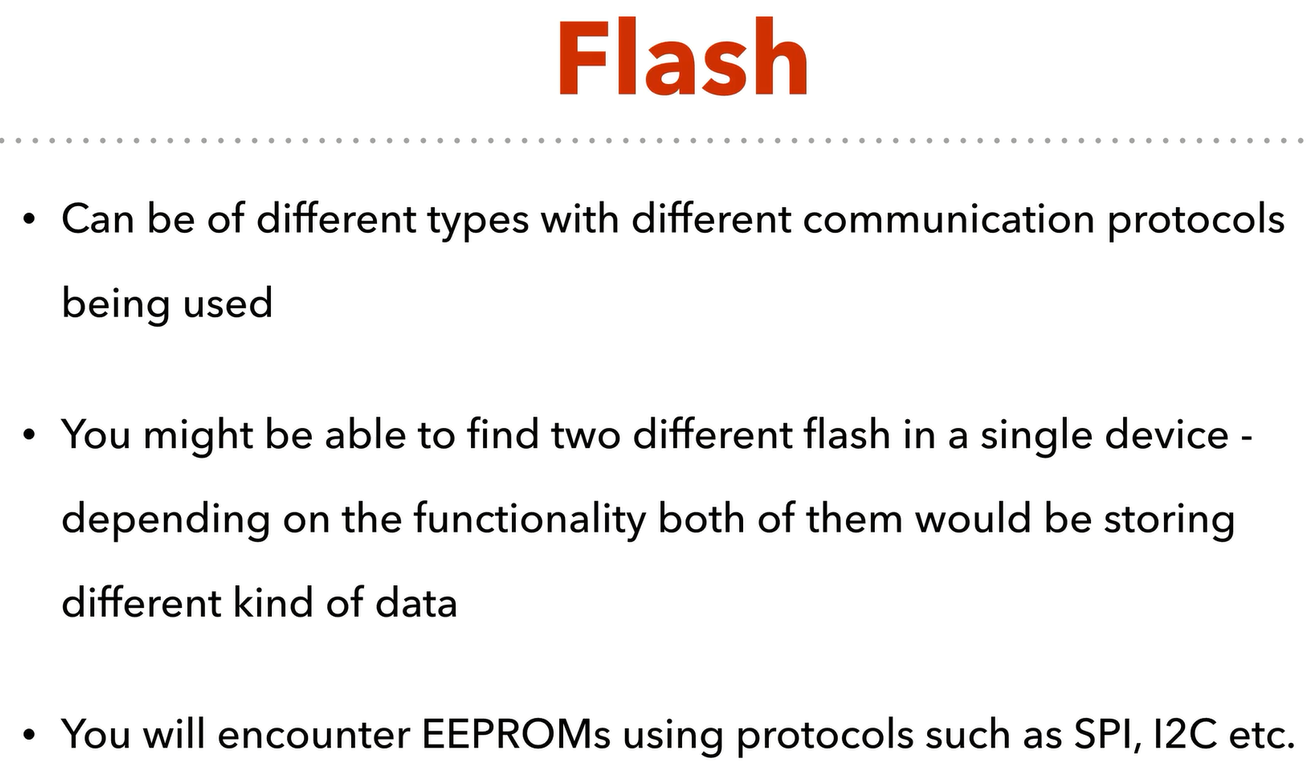 Flash
• Can be of different types with different communication protocols
being used
• You might be able to find two different flash in a single device -
depending on the functionality both of them would be storing
different kind of data
• You will encounter EEPROMs using protocols such as SPI, I2C etc.